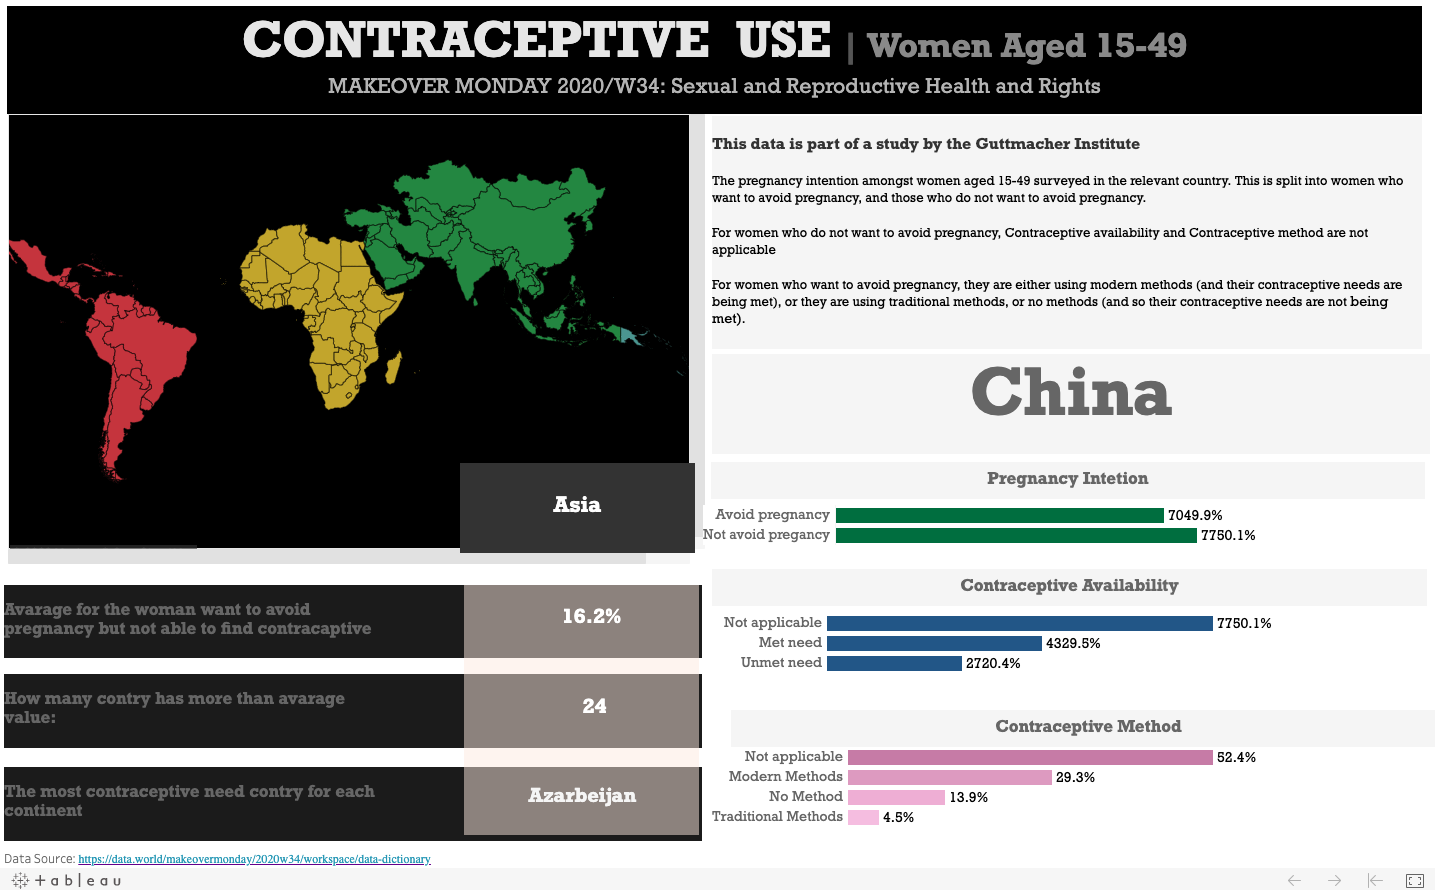 CONTRACEPTIVE USE | Women Aged 15-49
MAKEOVER MONDAY 2020/W34: Sexual and Reproductive Health and Rights
This data is part of a study by the Guttmacher Institute
The pregnancy intention amongst women aged 15-49 surveyed in the relevant country. This is split into women who
want to avoid pregnancy, and those who do not want to avoid pregnancy.
For women who do not want to avoid pregnancy, Contraceptive availability and Contraceptive method are not
applicable
For women who want to avoid pregnancy, they are either using modern methods (and their contraceptive needs are
being met), or they are using traditional methods, or no methods (and so their contraceptive needs are not being
met).
China
Asia
Pregnancy Intetion
Avoid pregnancy 7049.9%
Not avoid pregancy 7750.1%
Contraceptive Availability
Not applicable 7750.1%
Met need 4329.5%
Unmet need 2720.4%
Contraceptive Method
Not applicable 52.4%
Modern Methods 29.3%
No Method 13.9%
Traditional Methods 4.5%
Avarage for the woman want to avoid
pregnancy but not able to find contracaptive
16.2%
How many contry has more than avarage
value:
24
The most contraceptive need contry for each
continent
Azarbeijan
Data Source: https://data.world/makeovermonday/2020w34/workspace/data-dictionary
+ableau